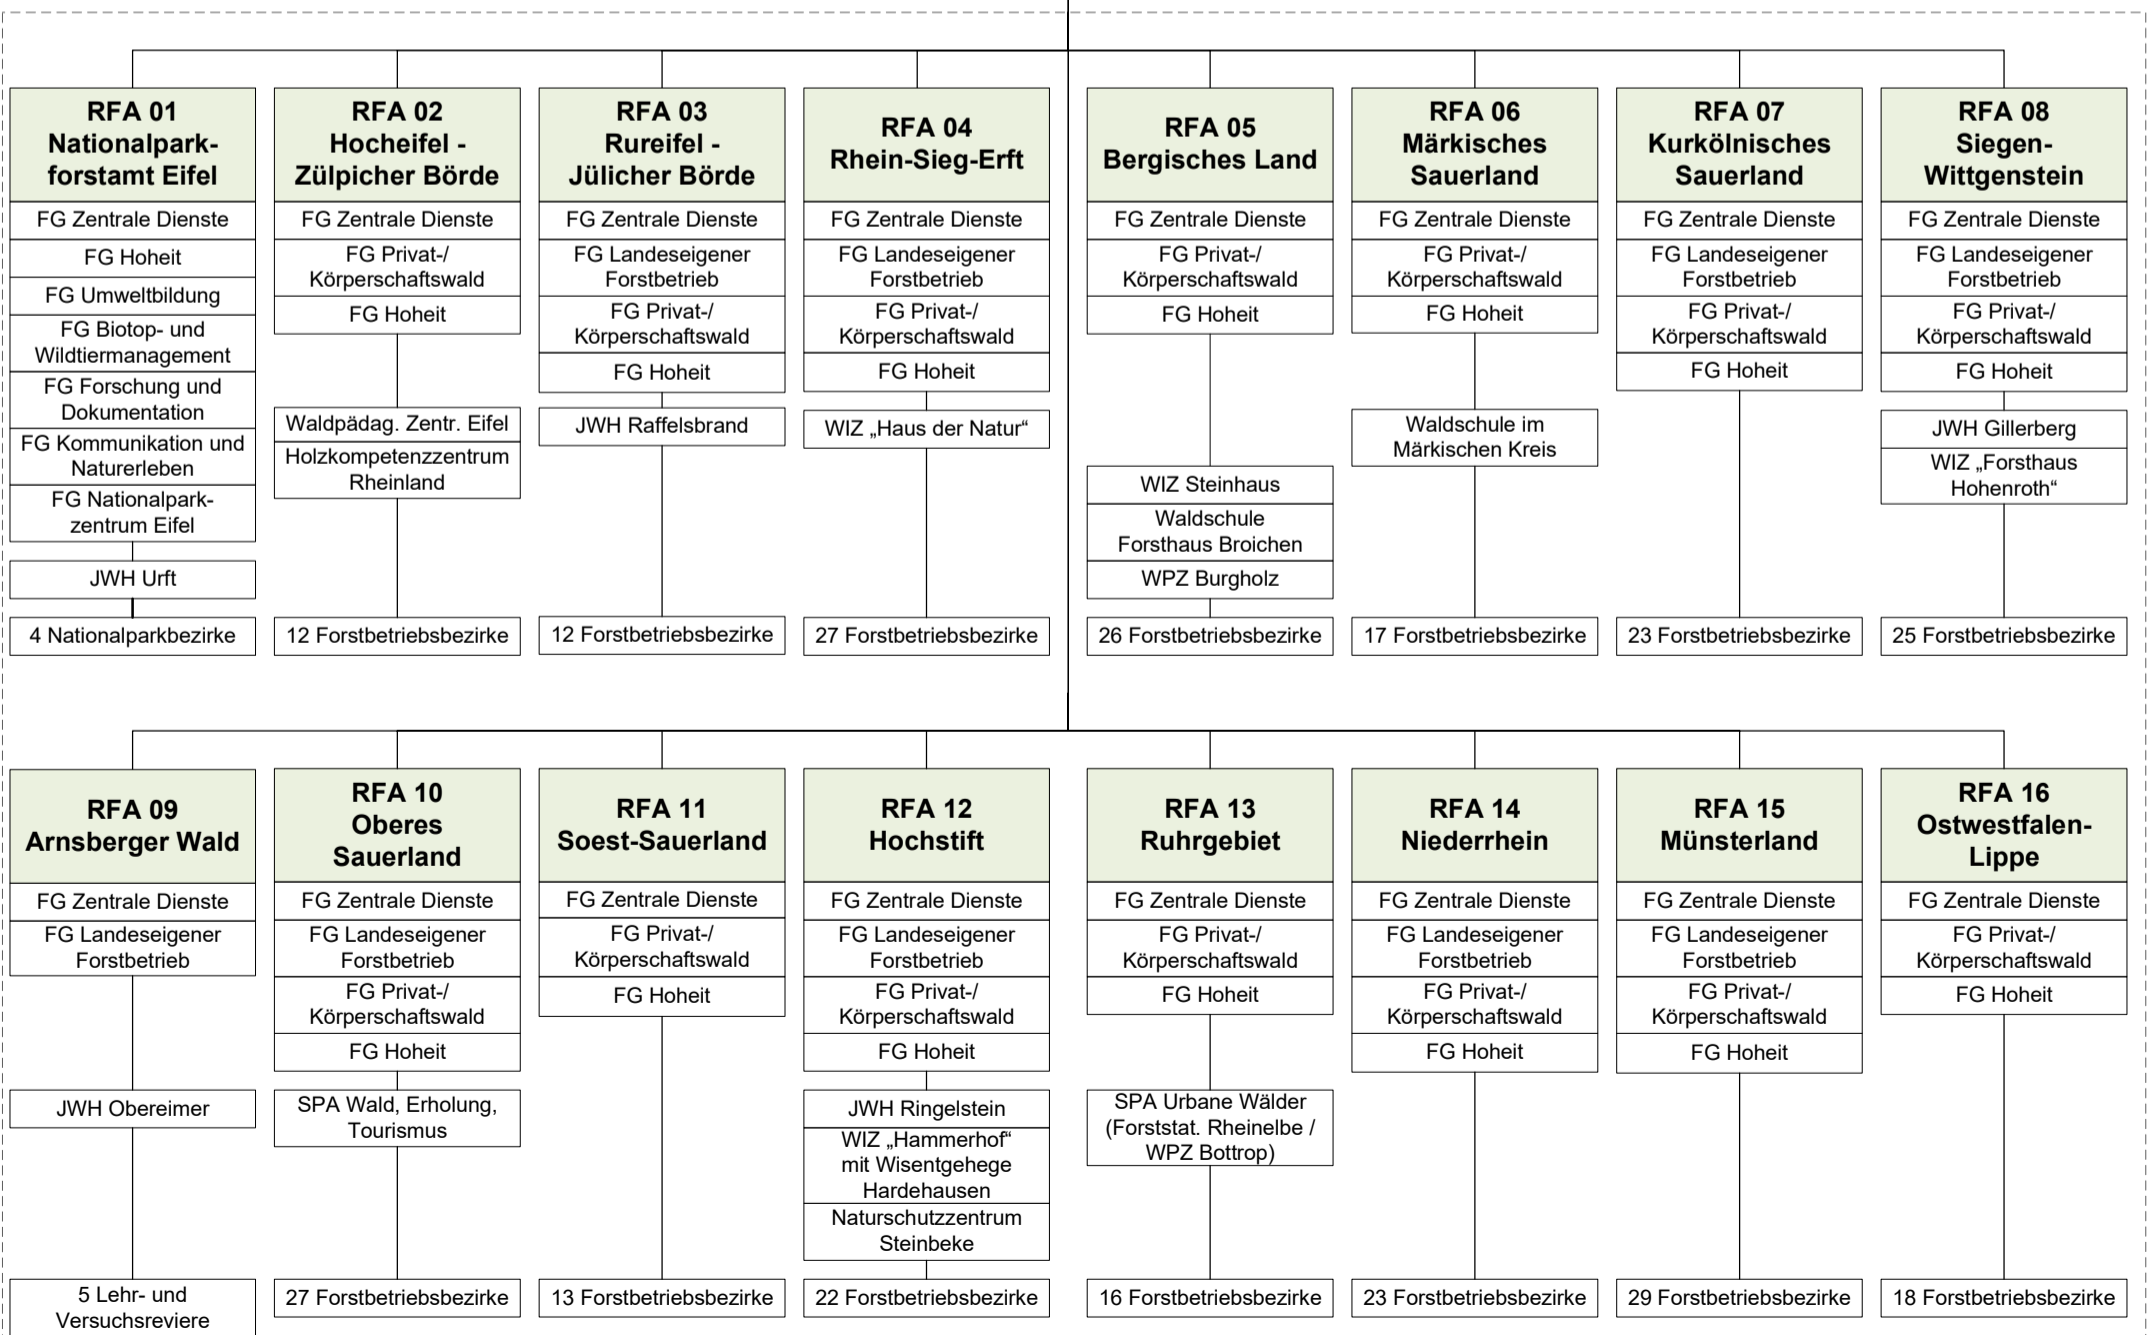 RFA 01
Nationalpark-
forstamt Eifel
FG Zentrale Dienste
FG Hoheit
FG Umweltbildung
FG Biotop- und
Wildtiermanagement
FG Forschung und
Dokumentation
FG Kommunikation und
Naturerleben
FG Nationalpark-
zentrum Eifel
JWH Urft
4 Nationalparkbezirke
RFA 02
Hocheifel -
Zülpicher Börde
FG Zentrale Dienste
FG Privat-/
Körperschaftswald
FG Hoheit
Waldpädag. Zentr. Eifel
Holzkompetenzzentrum
Rheinland
12 Forstbetriebsbezirke
RFA 03
Rureifel -
Jülicher Börde
FG Zentrale Dienste
FG Landeseigener
Forstbetrieb
FG Privat-/
Körperschaftswald
FG Hoheit
JWH Raffelsbrand
12 Forstbetriebsbezirke
RFA 04
Rhein-Sieg-Erft
FG Zentrale Dienste
FG Landeseigener
Forstbetrieb
FG Privat-/
Körperschaftswald
FG Hoheit
WIZ „Haus der Natur“
27 Forstbetriebsbezirke
RFA 05
Bergisches Land
FG Zentrale Dienste
FG Privat-/
Körperschaftswald
FG Hoheit
WIZ Steinhaus
Waldschule
Forsthaus Broichen
WPZ Burgholz
26 Forstbetriebsbezirke
RFA 06
Märkisches
Sauerland
FG Zentrale Dienste
FG Privat-/
Körperschaftswald
FG Hoheit
Waldschule im
Märkischen Kreis
17 Forstbetriebsbezirke
RFA 07
Kurkölnisches
Sauerland
FG Zentrale Dienste
FG Landeseigener
Forstbetrieb
FG Privat-/
Körperschaftswald
FG Hoheit
23 Forstbetriebsbezirke
RFA 08
Siegen-
Wittgenstein
FG Zentrale Dienste
FG Landeseigener
Forstbetrieb
FG Privat-/
Körperschaftswald
FG Hoheit
JWH Gillerberg
WIZ „Forsthaus
Hohenroth“
25 Forstbetriebsbezirke
RFA 09
Arnsberger Wald
FG Zentrale Dienste
FG Landeseigener
Forstbetrieb
JWH Obereimer
5 Lehr- und
Versuchsreviere
RFA 10
Oberes
Sauerland
FG Zentrale Dienste
FG Landeseigener
Forstbetrieb
FG Privat-/
Körperschaftswald
FG Hoheit
SPA Wald, Erholung,
Tourismus
27 Forstbetriebsbezirke
RFA 11
Soest-Sauerland
FG Zentrale Dienste
FG Privat-/
Körperschaftswald
FG Hoheit
13 Forstbetriebsbezirke
RFA 12
Hochstift
FG Zentrale Dienste
FG Landeseigener
Forstbetrieb
FG Privat-/
Körperschaftswald
FG Hoheit
JWH Ringelstein
WIZ „Hammerhof“
mit Wisentgehege
Hardehausen
Naturschutzzentrum
Steinbeke
22 Forstbetriebsbezirke
RFA 13
Ruhrgebiet
FG Zentrale Dienste
FG Privat-/
Körperschaftswald
FG Hoheit
SPA Urbane Wälder
(Forststat. Rheinelbe /
WPZ Bottrop)
16 Forstbetriebsbezirke
RFA 14
Niederrhein
FG Zentrale Dienste
FG Landeseigener
Forstbetrieb
FG Privat-/
Körperschaftswald
FG Hoheit
23 Forstbetriebsbezirke
RFA 15
Münsterland
FG Zentrale Dienste
FG Landeseigener
Forstbetrieb
FG Privat-/
Körperschaftswald
FG Hoheit
29 Forstbetriebsbezirke
RFA 16
Ostwestfalen-
Lippe
FG Zentrale Dienste
FG Privat-/
Körperschaftswald
FG Hoheit
18 Forstbetriebsbezirke